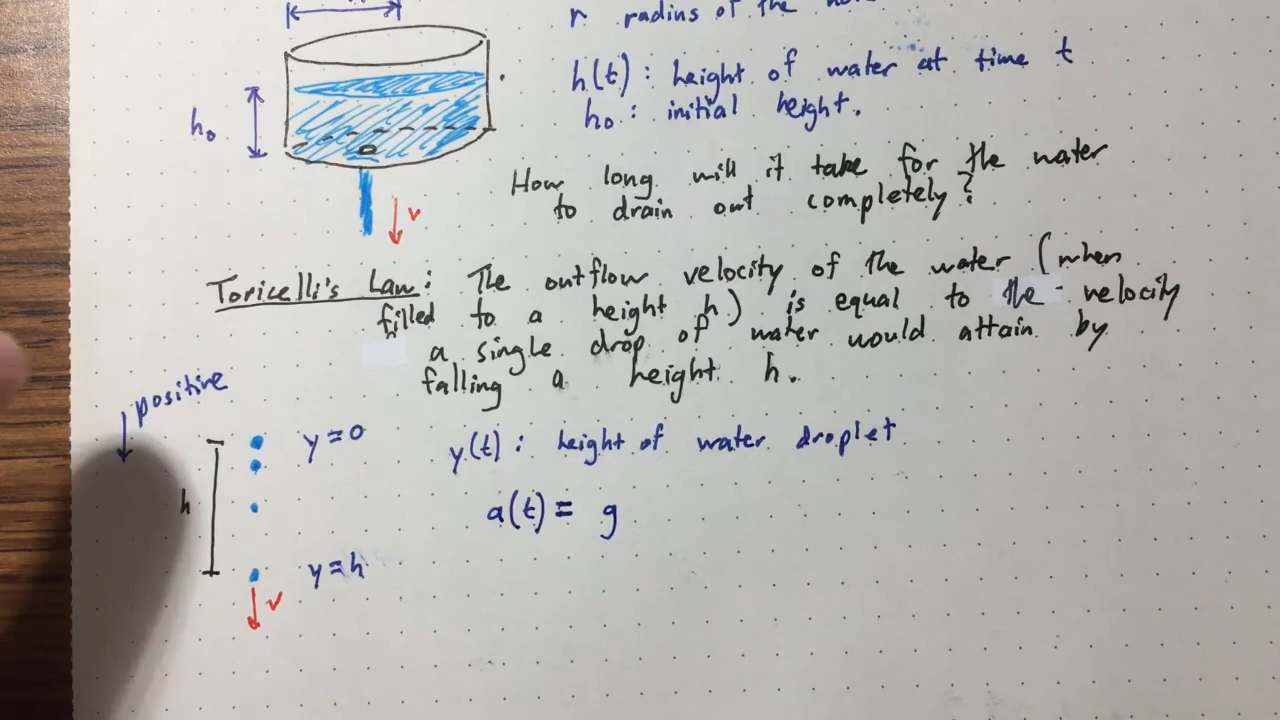 r radius of the
h(t) : height of water at time t
h₀ : initial height.
h₀
How long will it take for the water
to drain out completely?
v
Toricelli's Law: The outflow velocity of the water (when
filled to a height h) is equal to the velocity
a single drop of water would attain by
falling a height h.
positive
y=0
y(t) : height of water droplet
h
a(t) = g
y=h
v